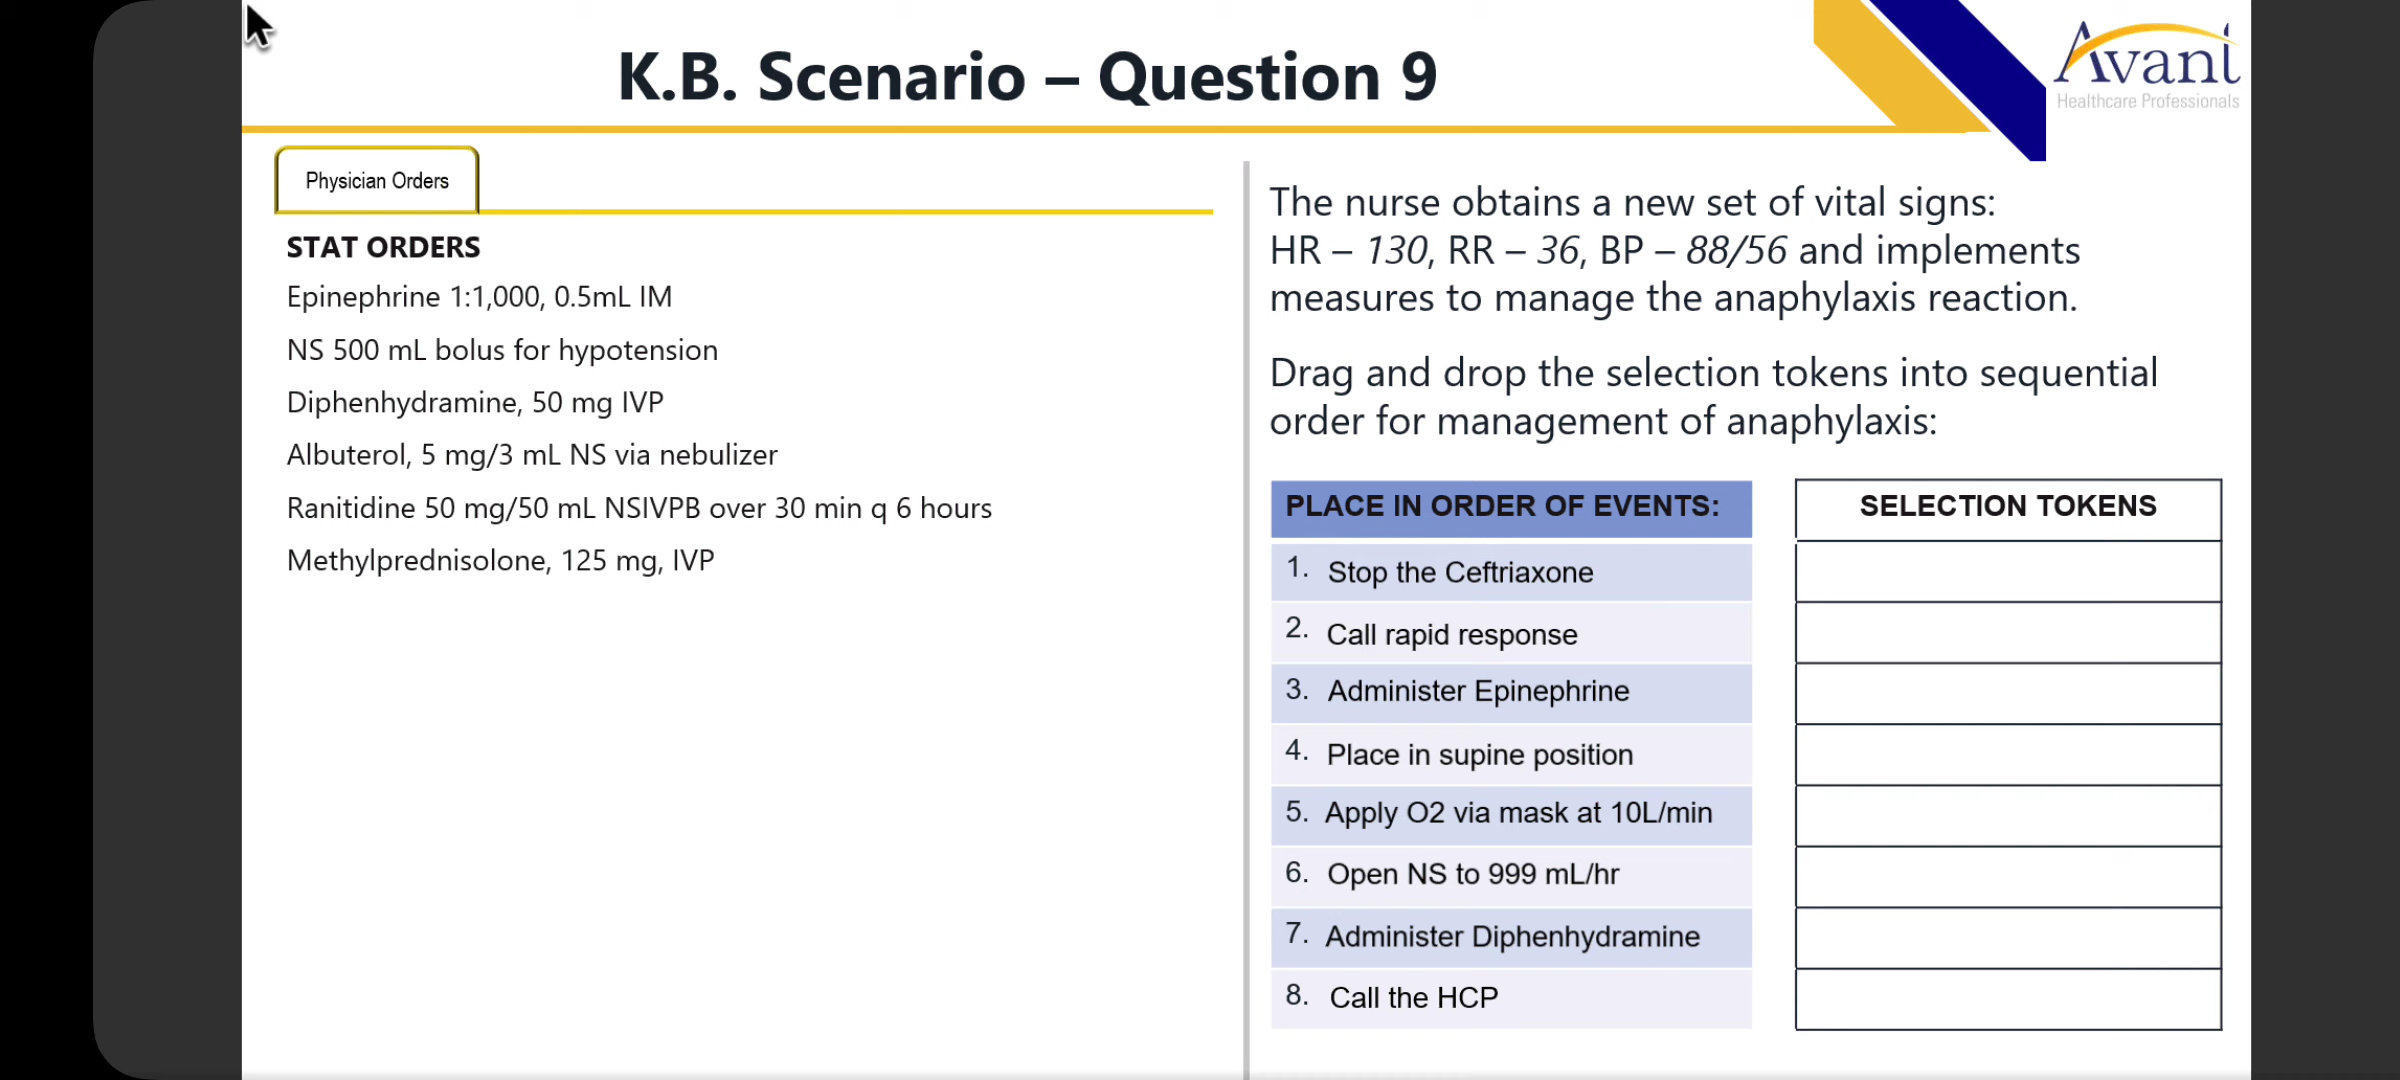 K.B. Scenario – Question 9
Avant
Healthcare Professionals
Physician Orders
STAT ORDERS
Epinephrine 1:1,000, 0.5mL IM
NS 500 mL bolus for hypotension
Diphenhydramine, 50 mg IVP
Albuterol, 5 mg/3 mL NS via nebulizer
Ranitidine 50 mg/50 mL NSIVPB over 30 min q 6 hours
Methylprednisolone, 125 mg, IVP
The nurse obtains a new set of vital signs:
HR – 130, RR – 36, BP – 88/56 and implements
measures to manage the anaphylaxis reaction.
Drag and drop the selection tokens into sequential
order for management of anaphylaxis:
PLACE IN ORDER OF EVENTS:
1. Stop the Ceftriaxone
2. Call rapid response
3. Administer Epinephrine
4. Place in supine position
5. Apply O2 via mask at 10L/min
6. Open NS to 999 mL/hr
7. Administer Diphenhydramine
8. Call the HCP
SELECTION TOKENS